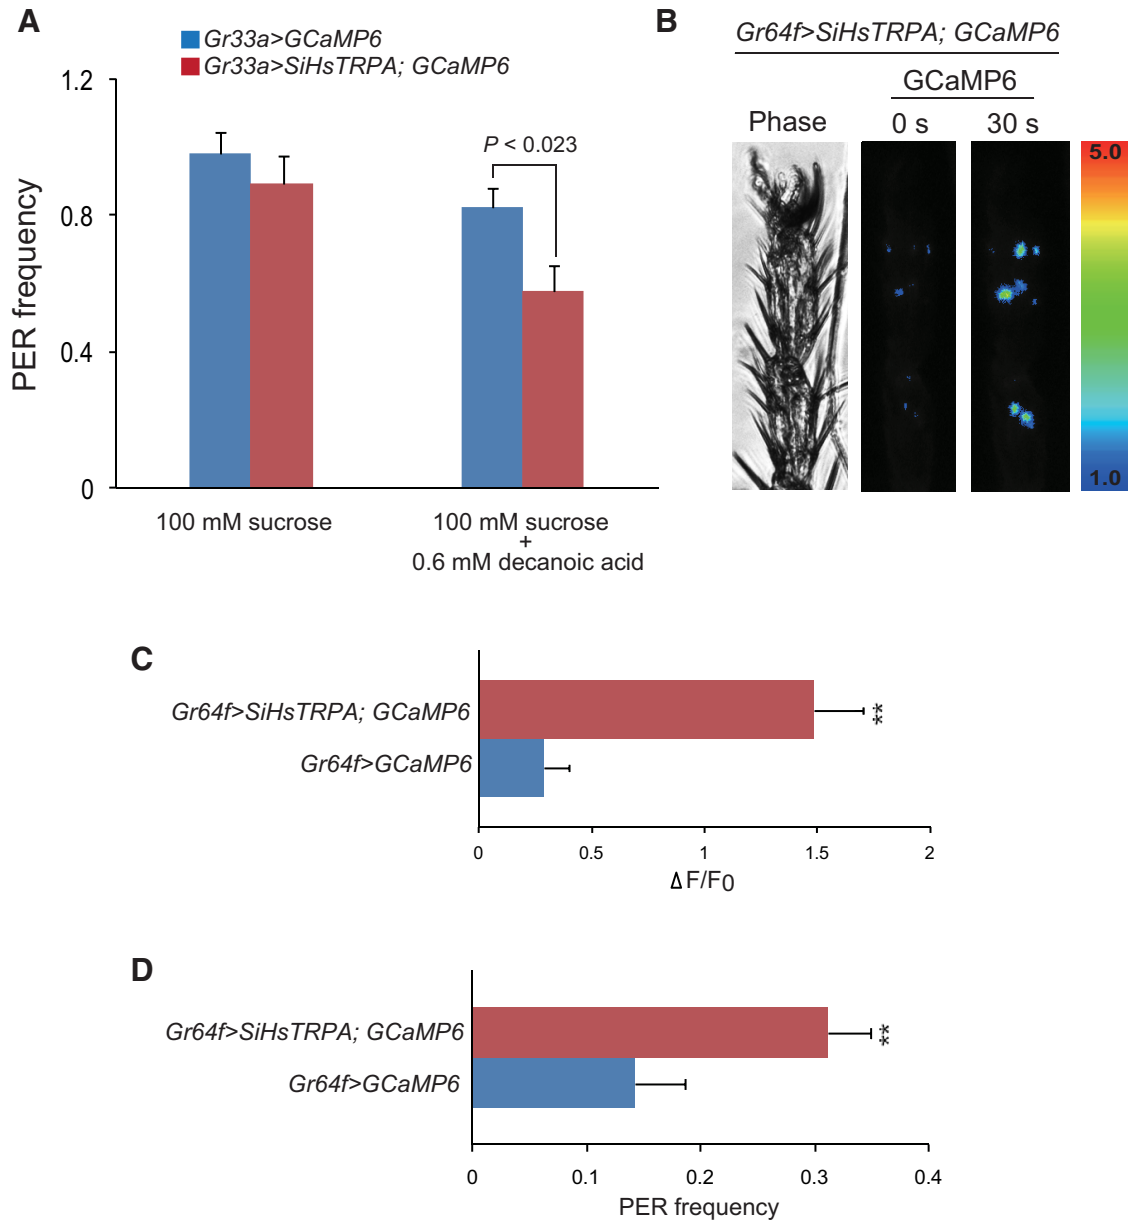 A
Gr33a>GCaMP6
Gr33a>SiHsTRPA; GCaMP6
PER frequency
1.2
0.8
0.4
0
P < 0.023
100 mM sucrose
100 mM sucrose
+
0.6 mM decanoic acid
B
Gr64f>SiHsTRPA; GCaMP6
GCaMP6
Phase
0 s
30 s
5.0
1.0
C
Gr64f>SiHsTRPA; GCaMP6
**
Gr64f>GCaMP6
0
0.5
1
1.5
2
ΔF/F0
D
Gr64f>SiHsTRPA; GCaMP6
**
Gr64f>GCaMP6
0
0.1
0.2
0.3
0.4
PER frequency